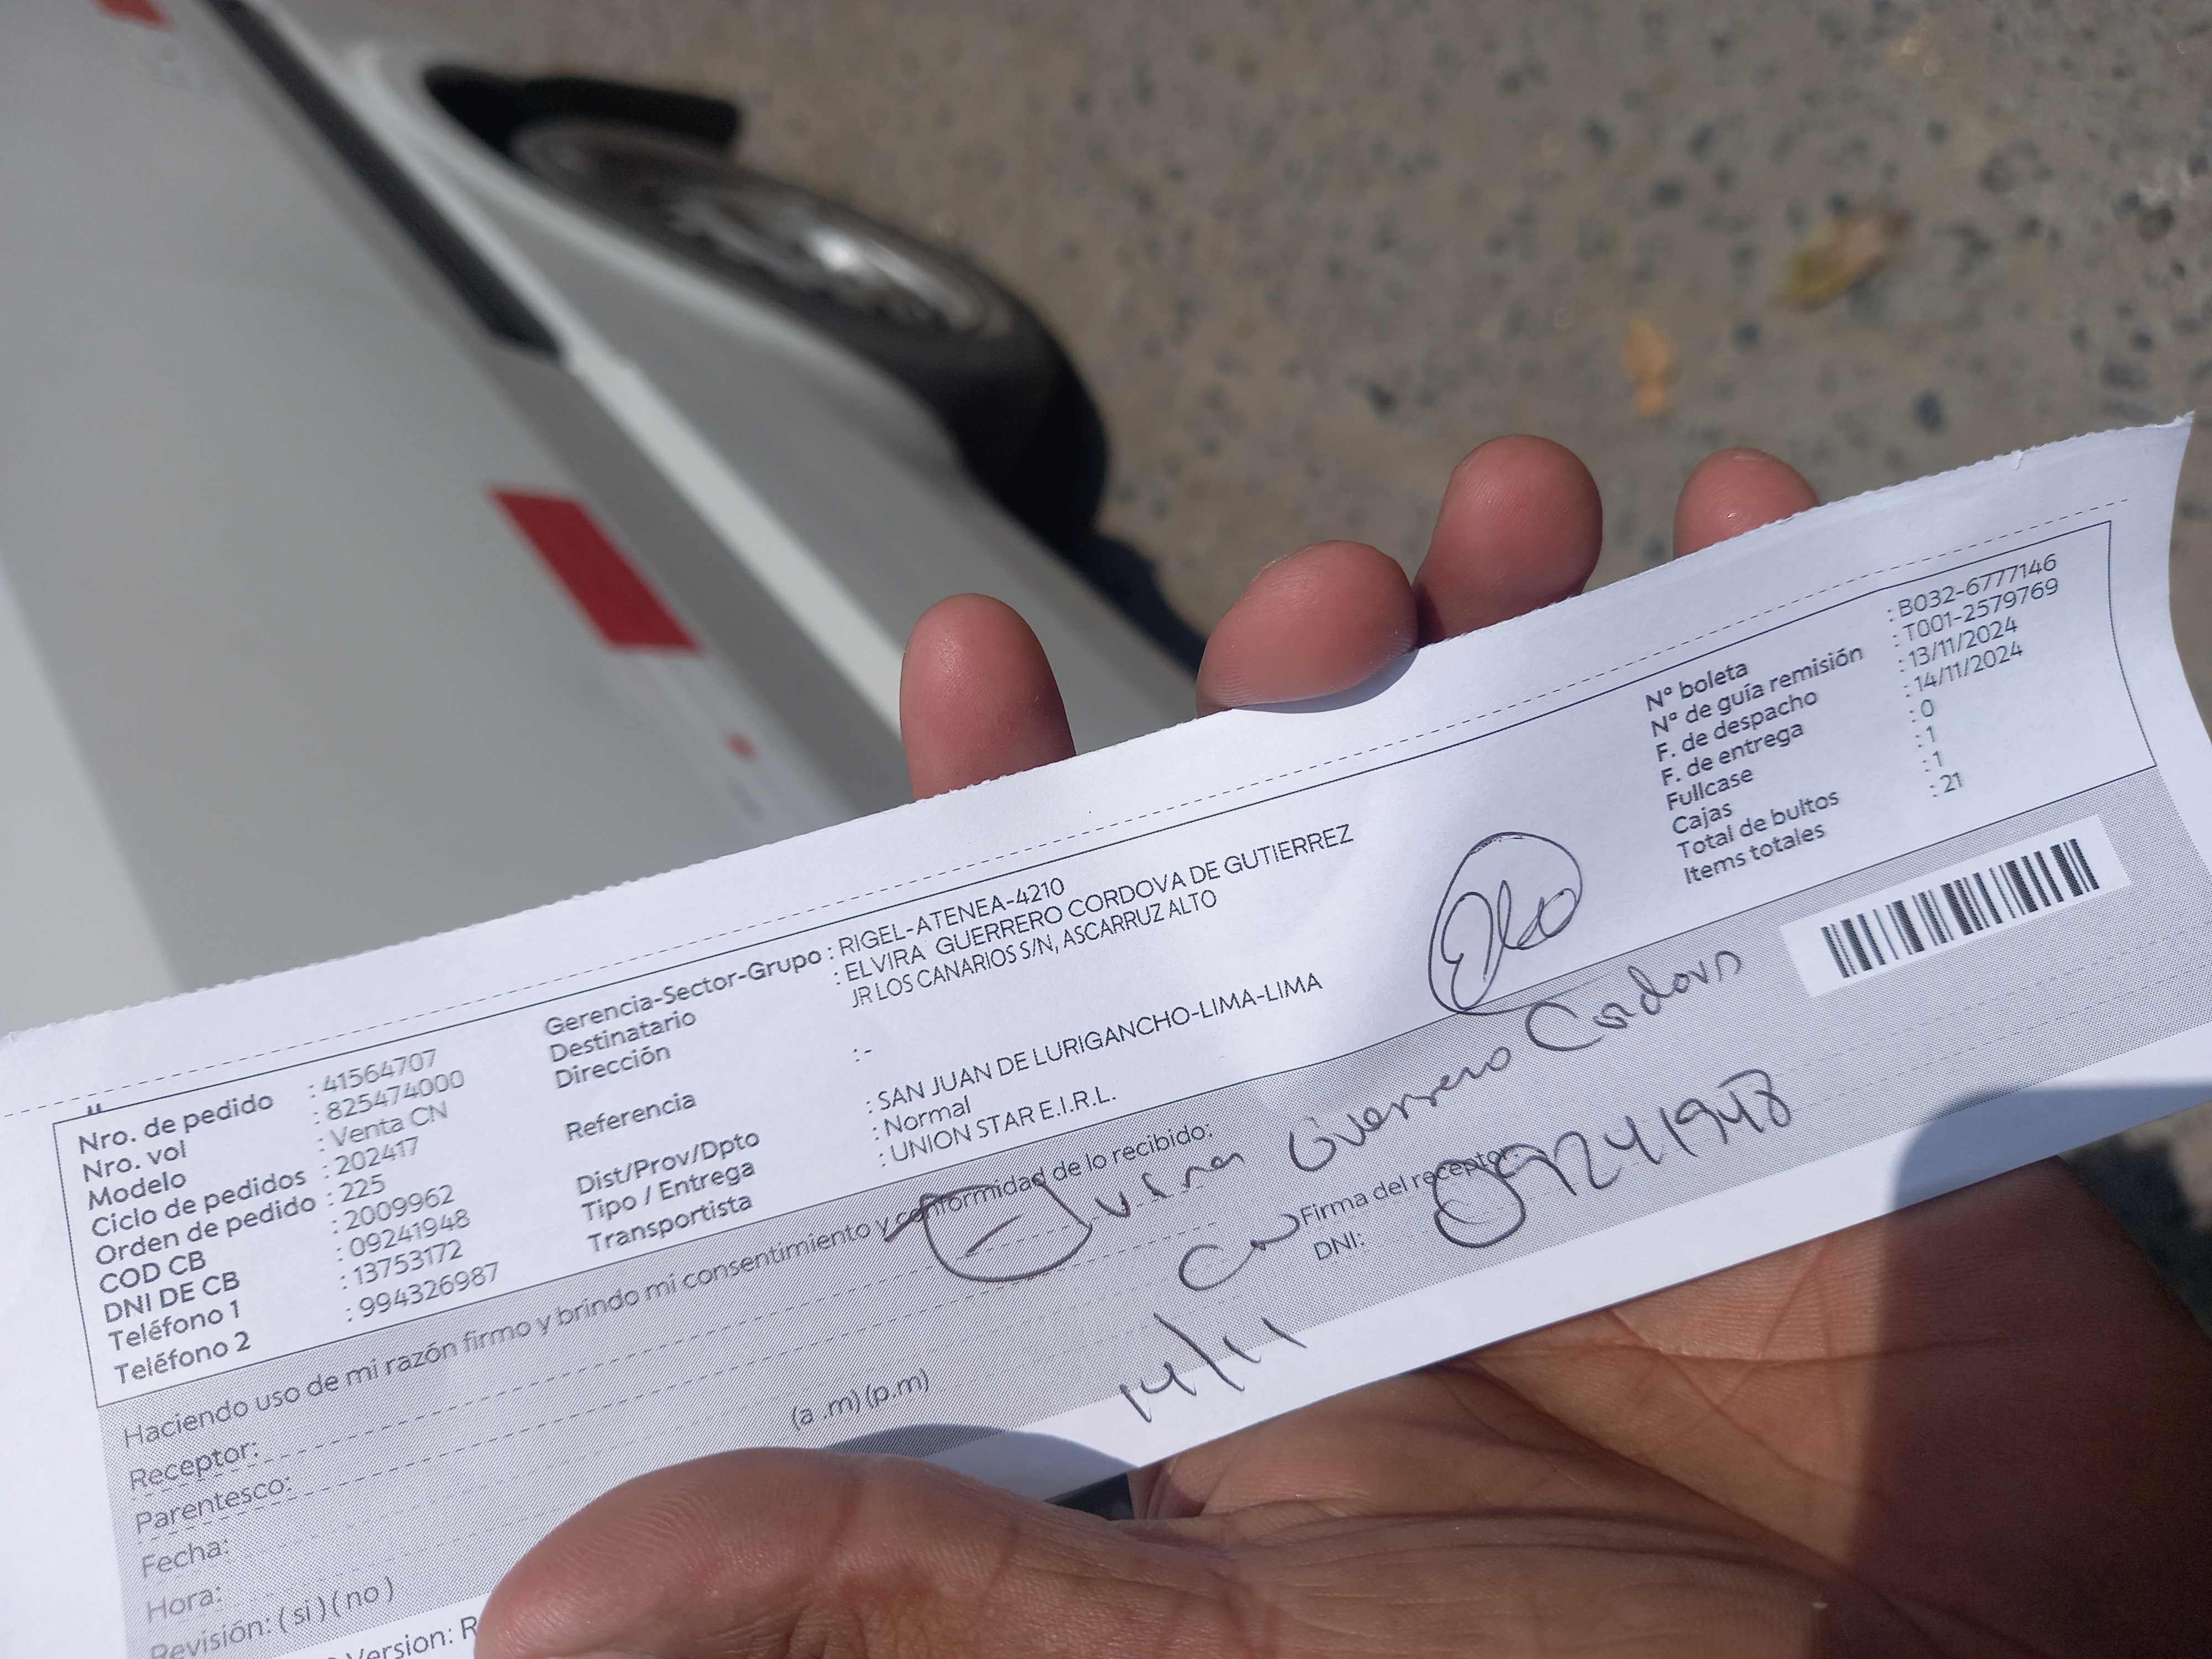 Nro. de pedido : 41564707
Nro. vol : 825474000
Modelo : Venta CN
Ciclo de pedidos : 202417
Orden de pedido : 225
COD CB : 2009962
DNI DE CB : 09241948
Teléfono 1 : 13753172
Teléfono 2 : 994326987
Gerencia-Sector-Grupo : RIGEL-ATENEA-4210
Destinatario : ELVIRA GUERRERO CORDOVA DE GUTIERREZ
Dirección JR LOS CANARIOS S/N, ASCARRUZ ALTO
Referencia : -
Dist/Prov/Dpto : SAN JUAN DE LURIGANCHO-LIMA-LIMA
Tipo / Entrega : Normal
Transportista : UNION STAR E.I.R.L.
N° boleta : B032-6777146
N° de guía remisión : T001-2579769
F. de despacho : 13/11/2024
F. de entrega : 14/11/2024
Fullcase : 0
Cajas : 1
Total de bultos : 1
Items totales : 21
Haciendo uso de mi razón firmo y brindo mi consentimiento y conformidad de lo recibido:
Elvira Guerrero Cordova
Receptor:
Parentesco:
Firma del receptor:
DNI: 09241948
Fecha:
14/11
Hora: (a .m) (p.m)
Revisión: ( si ) ( no )
Version: R